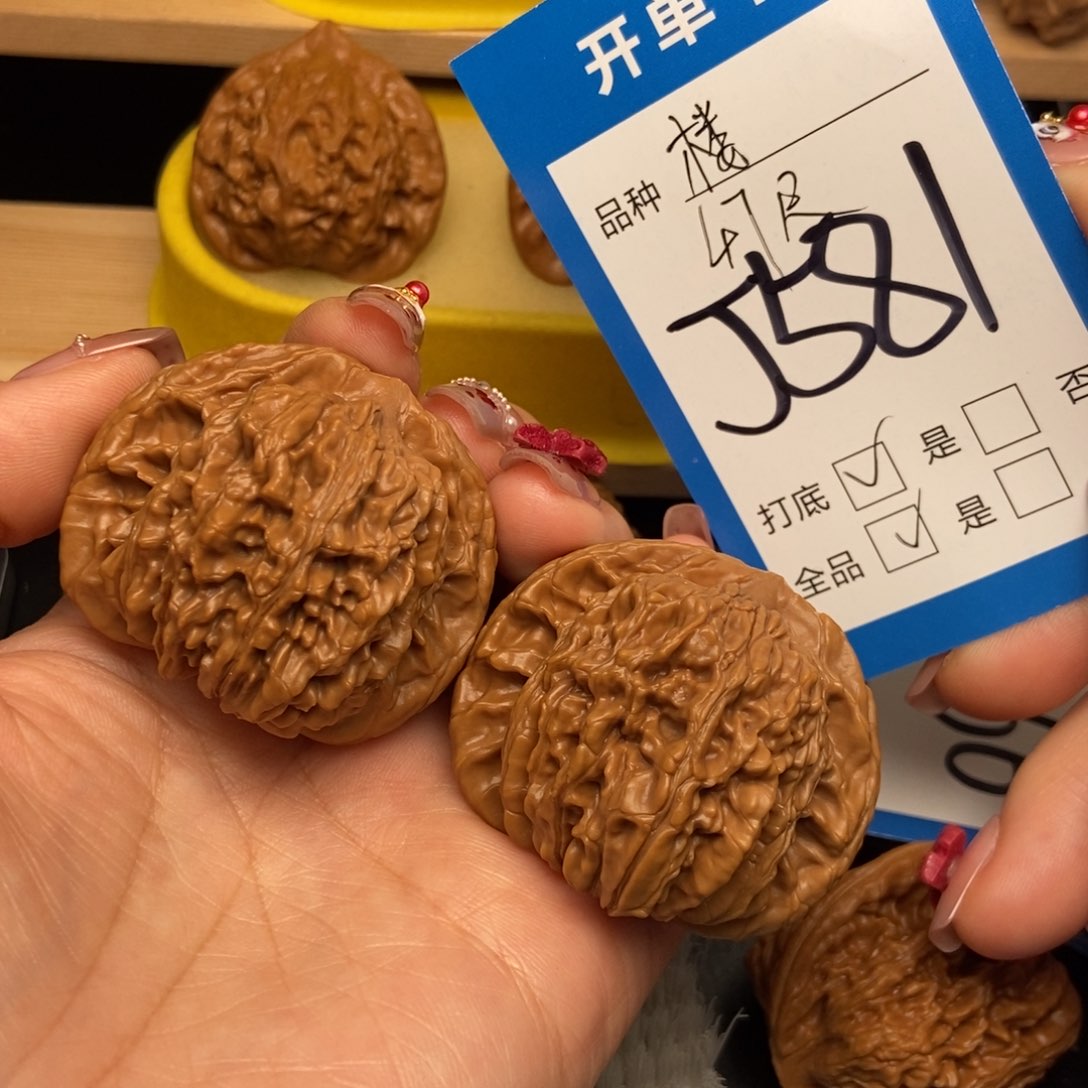 开单
品种 楼
47
J581
打底 ☑ 是 ☐ 否
全品 ☑ 是 ☐